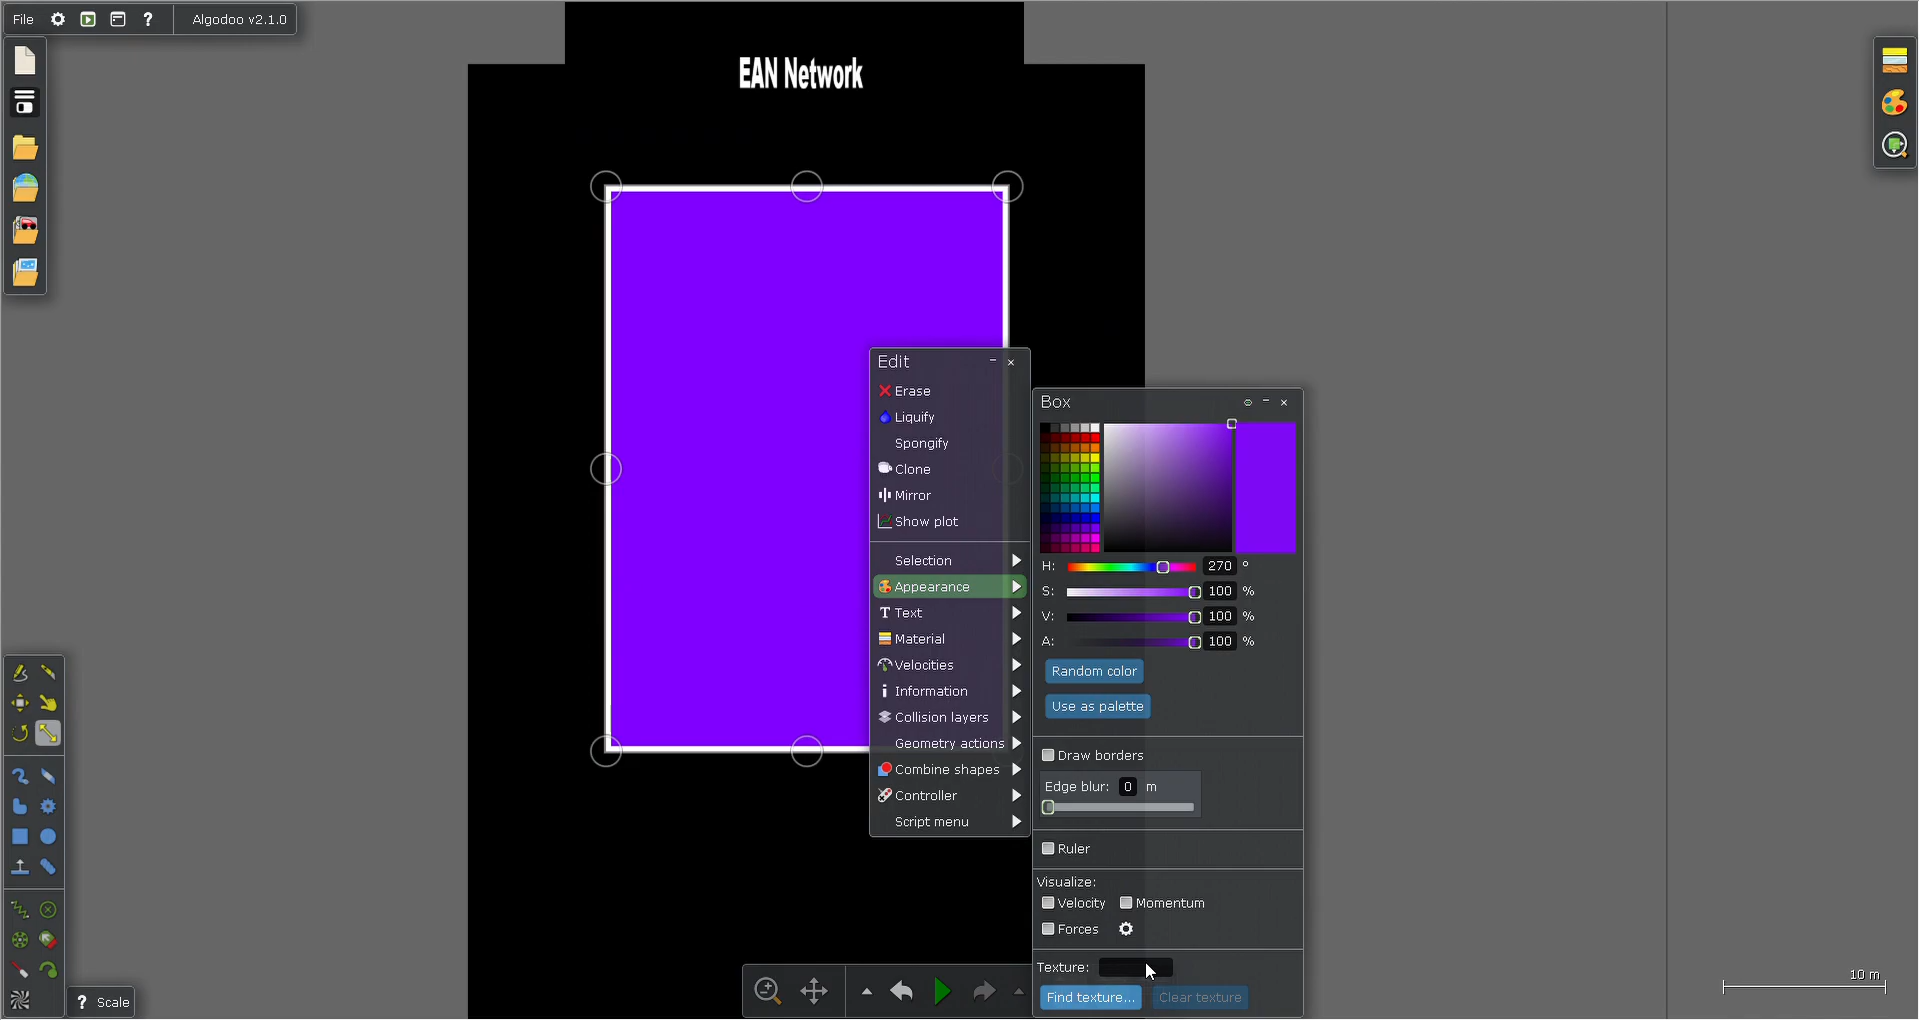 File
?
Algodoo v2.1.0
EAN Network
Edit
Erase
Liquify
Spongify
Clone
Mirror
Show plot
Selection
Appearance
T Text
Material
Velocities
Information
Collision layers
Geometry actions
Combine shapes
Controller
Script menu
Box
H: 270 °
S: 100 %
V: 100 %
A: 100 %
Random color
Use as palette
Draw borders
Edge blur: 0 m
Ruler
Visualize:
Velocity Momentum
Forces
Texture:
Find texture... Clear texture
? Scale
10 m